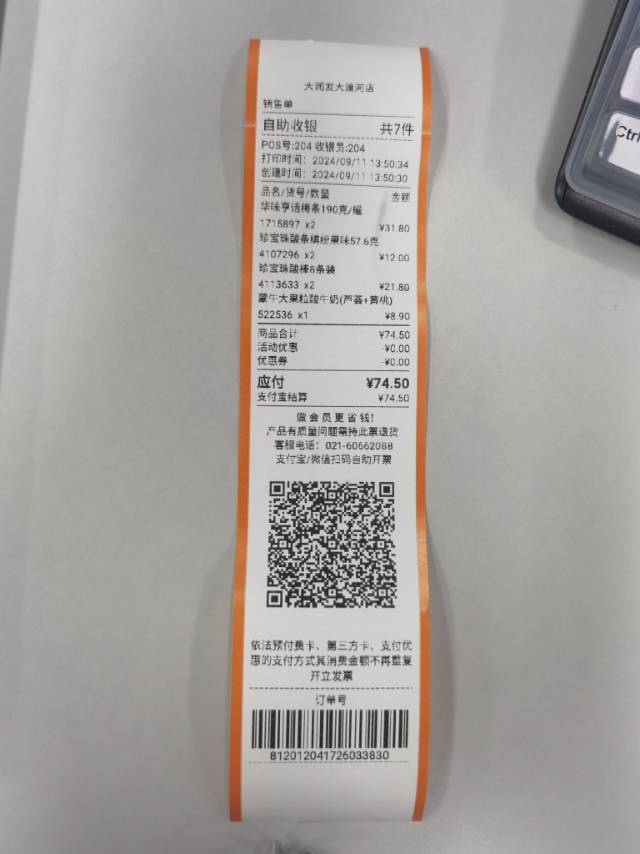 大润发大渡河店
销售单
自助收银 共7件
POS号:204 收银员:204
打印时间: 2024/09/11 13:50:34
创建时间: 2024/09/11 13:50:30
品名/货号/数量 金额
华味亨话梅条190克/罐
1715897 x2 ¥31.80
珍宝珠酸条缤纷果味57.6克
4107296 x2 ¥12.00
珍宝珠酸棒8条装
4113633 x2 ¥21.80
蒙牛大果粒酸牛奶(芦荟+黄桃)
522536 x1 ¥8.90
商品合计 ¥74.50
活动优惠 -¥0.00
优惠券 -¥0.00
应付 ¥74.50
支付宝结算 ¥74.50
做会员更省钱!
产品有质量问题需持此票退货
客服电话: 021-60662088
支付宝/微信扫码自助开票
依法预付费卡、第三方卡、支付优
惠的支付方式其消费金额不再重复
开立发票
订单号
812012041726033830
Ctrl